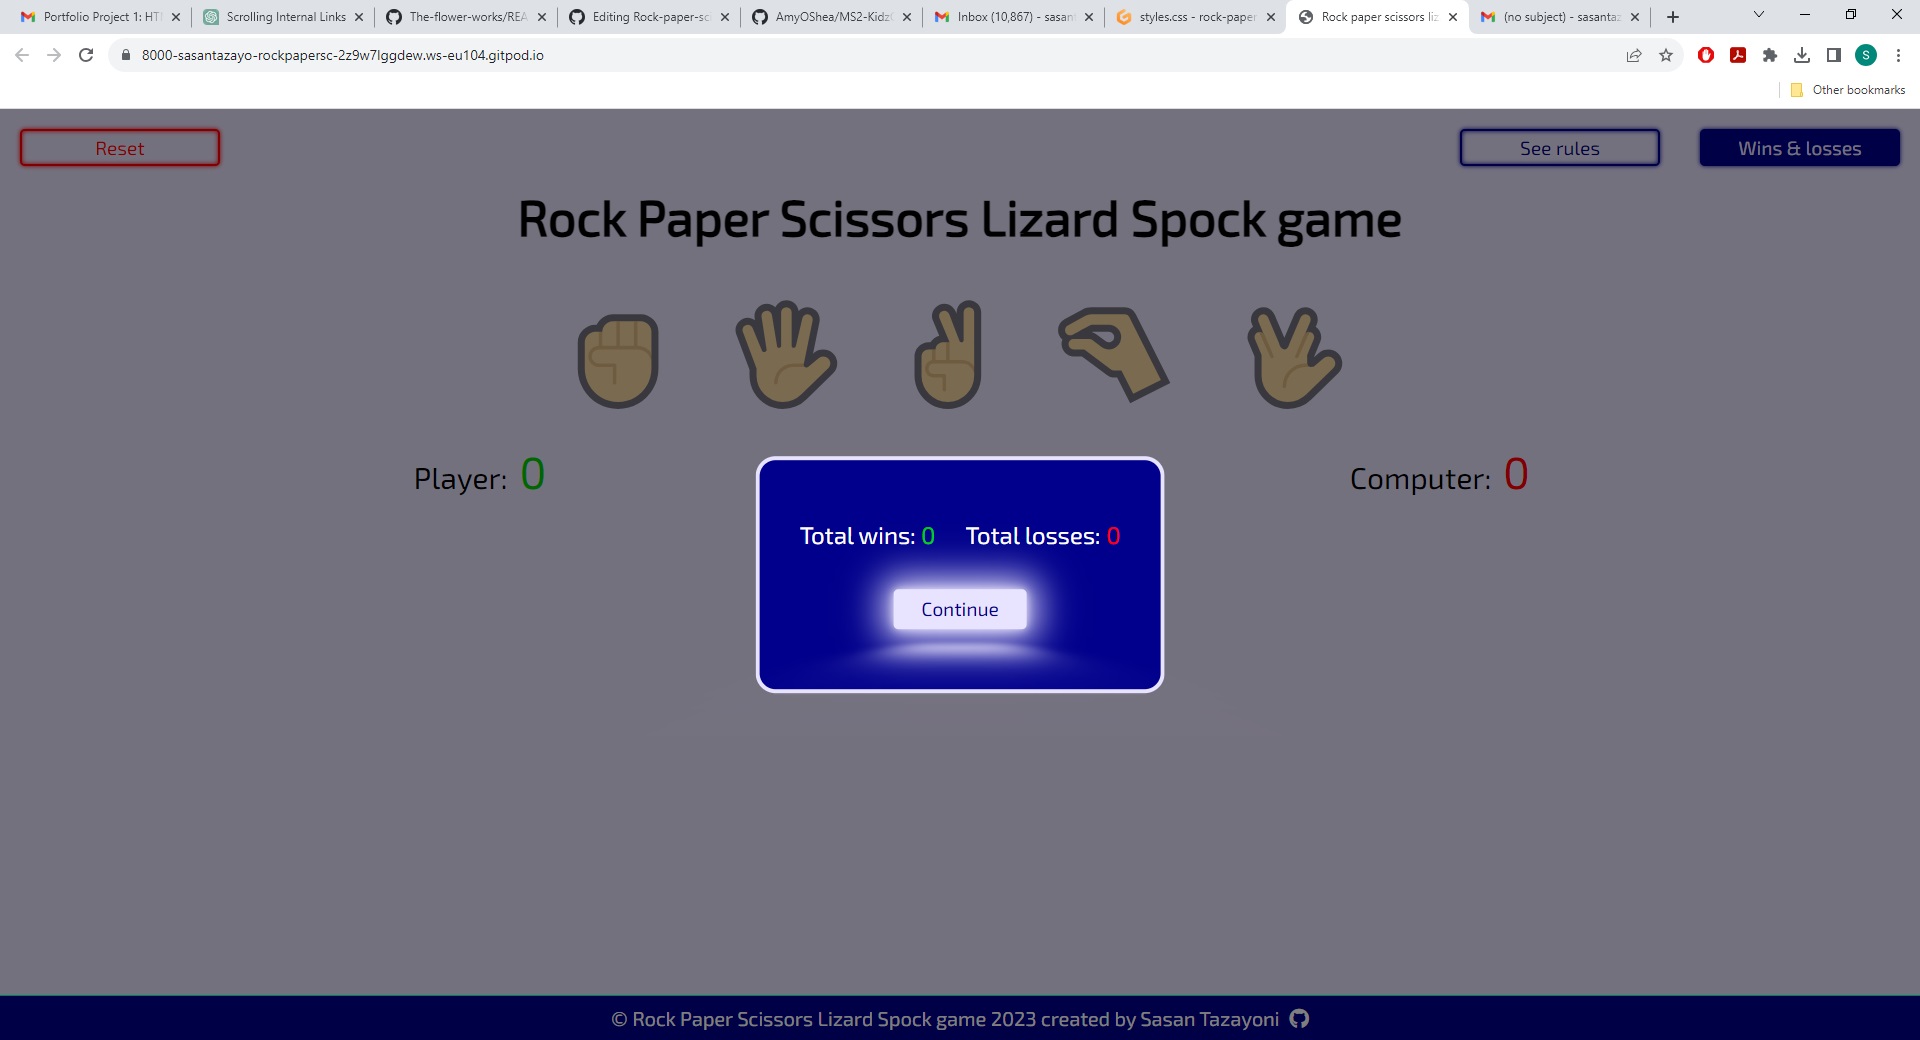 Portfolio Project 1: HT
Scrolling Internal Links
The-flower-works/REA
Editing Rock-paper-sc
AmyOShea/MS2-Kidz
Inbox (10,867) - sasan
styles.css - rock-paper
Rock paper scissors liz
(no subject) - sasantaz
8000-sasantazayo-rockpapersc-2z9w7lggdew.ws-eu104.gitpod.io
S
Other bookmarks
Reset
See rules
Wins & losses
Rock Paper Scissors Lizard Spock game
Player: 0
Computer: 0
Total wins: 0 Total losses: 0
Continue
© Rock Paper Scissors Lizard Spock game 2023 created by Sasan Tazayoni